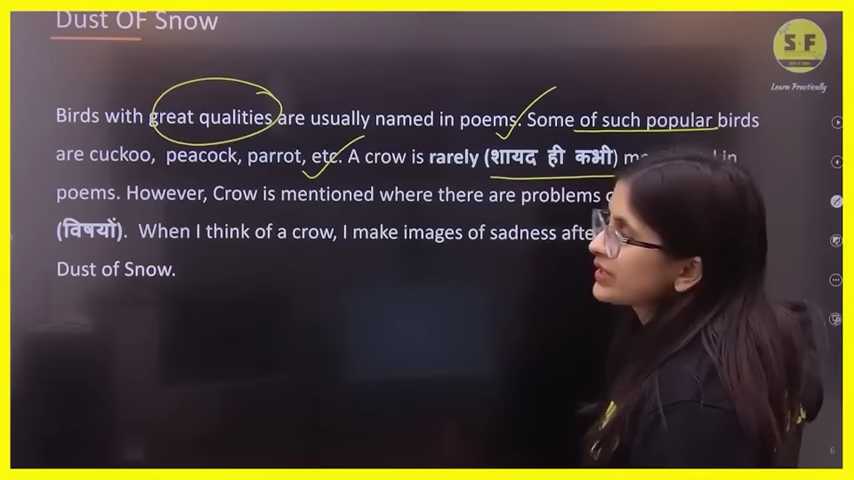 Dust OF Snow
S F
Learn Practically
Birds with great qualities are usually named in poems. Some of such popular birds
are cuckoo, peacock, parrot, etc. A crow is rarely (शायद ही कभी) in
poems. However, Crow is mentioned where there are problems
(विषयों). When I think of a crow, I make images of sadness
Dust of Snow.
6